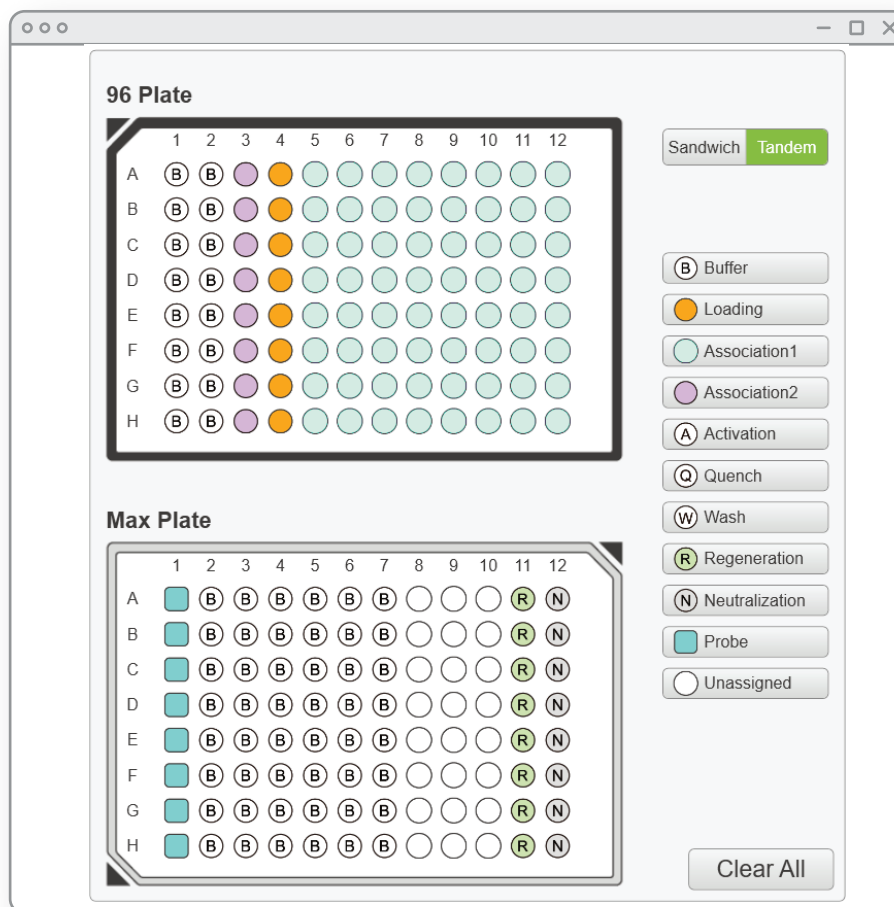 96 Plate
1 2 3 4 5 6 7 8 9 10 11 12
A B B
B B B
C B B
D B B
E B B
F B B
G B B
H B B
Max Plate
1 2 3 4 5 6 7 8 9 10 11 12
A B B B B B B R N
B B B B B B B R N
C B B B B B B R N
D B B B B B B R N
E B B B B B B R N
F B B B B B B R N
G B B B B B B R N
H B B B B B B R N
Sandwich Tandem
B Buffer
Loading
Association1
Association2
A Activation
Q Quench
W Wash
R Regeneration
N Neutralization
Probe
Unassigned
Clear All